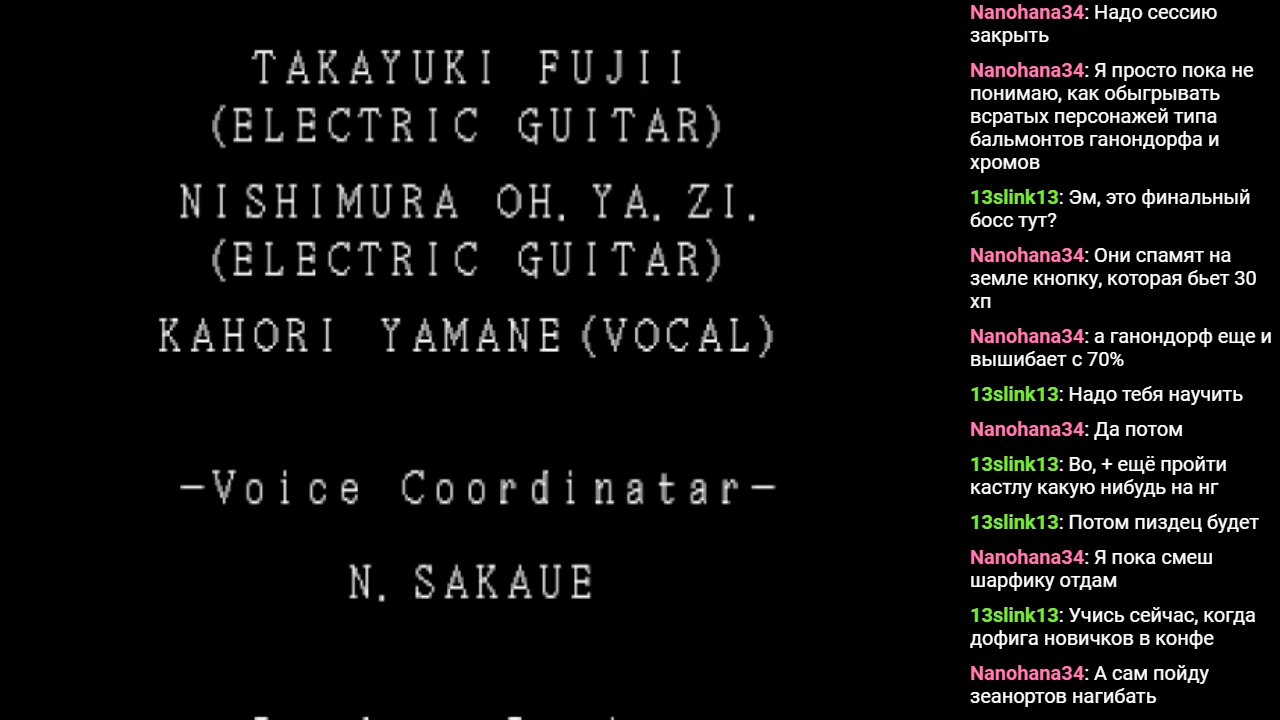 TAKAYUKI FUJII
(ELECTRIC GUITAR)
NISHIMURA OH. YA. ZI.
(ELECTRIC GUITAR)
KAHORI YAMANE (VOCAL)
—Voice Coordinatar—
N. SAKAUE
Nanohana34: Надо сессию
закрыть
Nanohana34: Я просто пока не
понимаю, как обыгрывать
всратых персонажей типа
бальмонтов ганондорфа и
хромов
13slink13: Эм, это финальный
босс тут?
Nanohana34: Они спамят на
земле кнопку, которая бьет 30
хп
Nanohana34: а ганондорф еще и
вышибает с 70%
13slink13: Надо тебя научить
Nanohana34: Да потом
13slink13: Во, + ещё пройти
кастлу какую нибудь на нг
13slink13: Потом пиздец будет
Nanohana34: Я пока смеш
шарфику отдам
13slink13: Учись сейчас, когда
дофига новичков в конфе
Nanohana34: А сам пойду
зеанортов нагибать